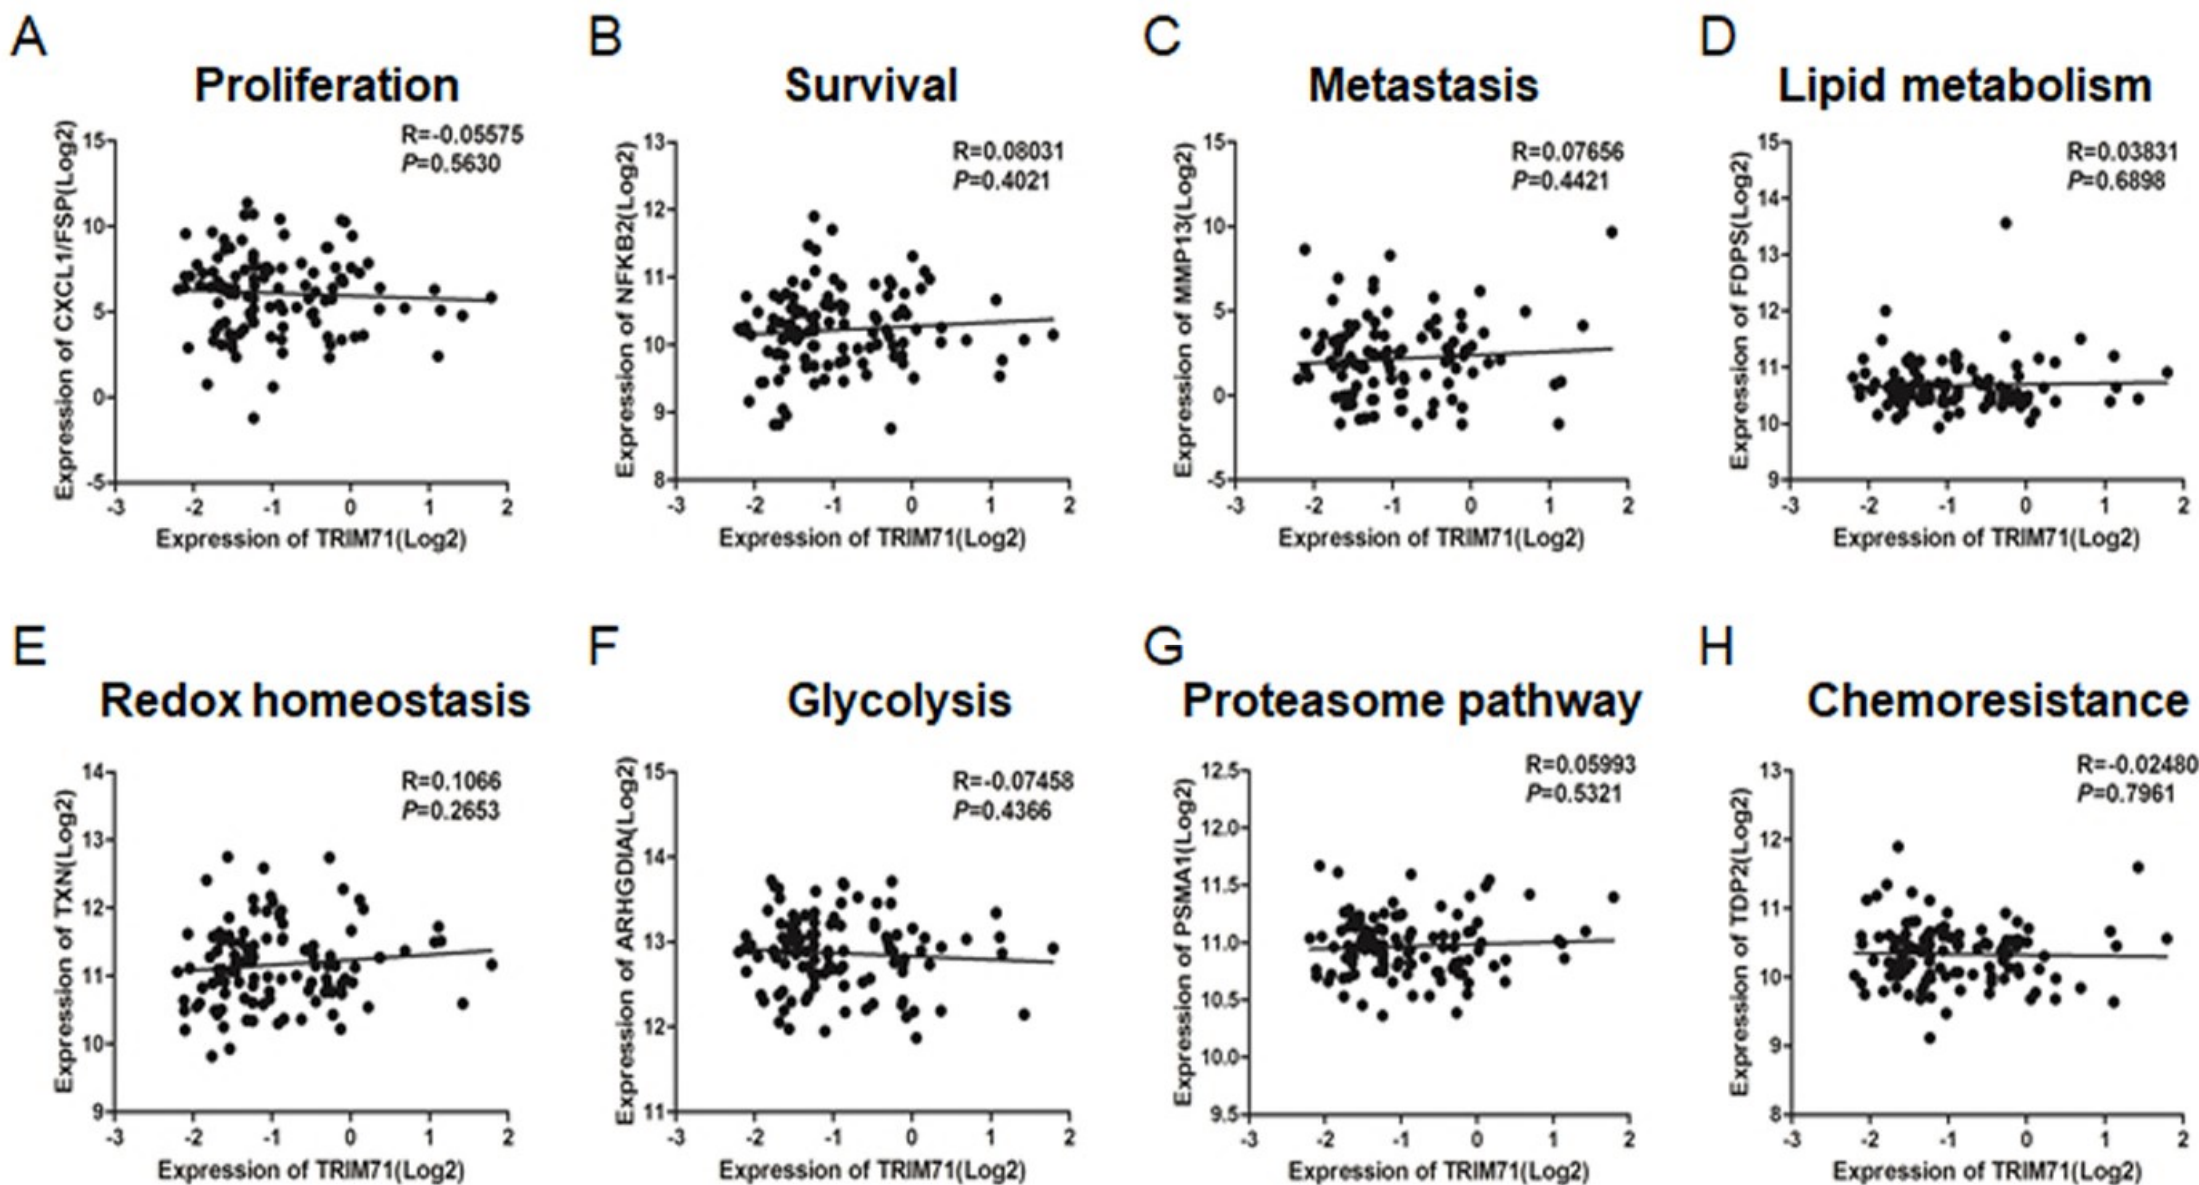 A
Proliferation
R=-0.05575
P=0.5630
Expression of CXCL1/FSP(Log2)
15
10
5
0
-5
-3 -2 -1 0 1 2
Expression of TRIM71(Log2)
B
Survival
R=0.08031
P=0.4021
Expression of NFKB2(Log2)
13
12
11
10
9
8
-3 -2 -1 0 1 2
Expression of TRIM71(Log2)
C
Metastasis
R=0.07656
P=0.4421
Expression of MMP13(Log2)
15
10
5
0
-5
-3 -2 -1 0 1 2
Expression of TRIM71(Log2)
D
Lipid metabolism
R=0.03831
P=0.6898
Expression of FDPS(Log2)
15
14
13
12
11
10
9
-3 -2 -1 0 1 2
Expression of TRIM71(Log2)
E
Redox homeostasis
R=0.1066
P=0.2653
Expression of TXN(Log2)
14
13
12
11
10
9
-3 -2 -1 0 1 2
Expression of TRIM71(Log2)
F
Glycolysis
R=-0.07458
P=0.4366
Expression of ARHGDIA(Log2)
15
14
13
12
11
-3 -2 -1 0 1 2
Expression of TRIM71(Log2)
G
Proteasome pathway
R=0.05993
P=0.5321
Expression of PSMA1(Log2)
12.5
12.0
11.5
11.0
10.5
10.0
9.5
-3 -2 -1 0 1 2
Expression of TRIM71(Log2)
H
Chemoresistance
R=-0.02480
P=0.7961
Expression of TDP2(Log2)
13
12
11
10
9
8
-3 -2 -1 0 1 2
Expression of TRIM71(Log2)